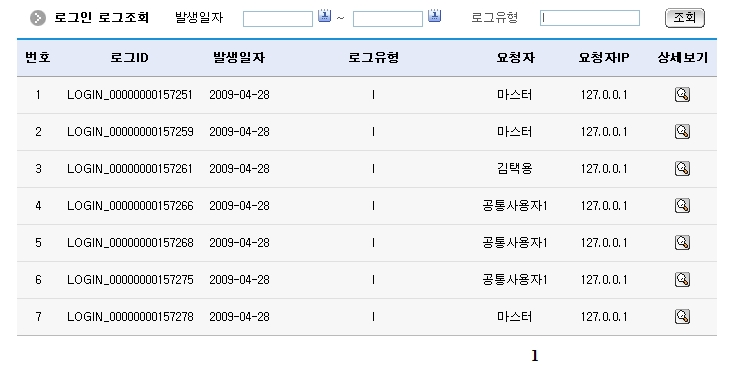 로그인 로그조회 발생일자 ~ 로그유형 I 조회
번호 로그ID 발생일자 로그유형 요청자 요청자IP 상세보기
1 LOGIN_00000000157251 2009-04-28 I 마스터 127.0.0.1
2 LOGIN_00000000157259 2009-04-28 I 마스터 127.0.0.1
3 LOGIN_00000000157261 2009-04-28 I 김택용 127.0.0.1
4 LOGIN_00000000157266 2009-04-28 I 공통사용자1 127.0.0.1
5 LOGIN_00000000157268 2009-04-28 I 공통사용자1 127.0.0.1
6 LOGIN_00000000157275 2009-04-28 I 공통사용자1 127.0.0.1
7 LOGIN_00000000157278 2009-04-28 I 마스터 127.0.0.1
1